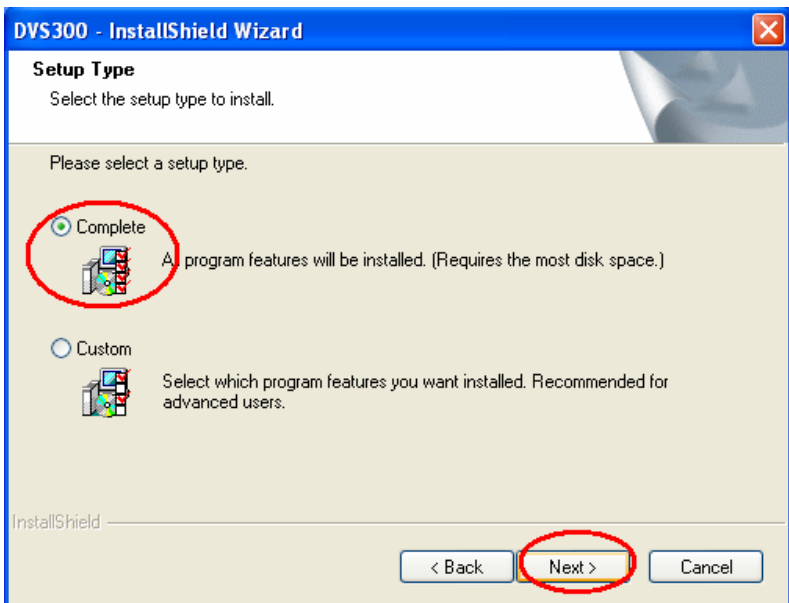 DVS300 - InstallShield Wizard
Setup Type
Select the setup type to install.
Please select a setup type.
Complete
All program features will be installed. (Requires the most disk space.)
Custom
Select which program features you want installed. Recommended for
advanced users.
InstallShield
< Back Next > Cancel